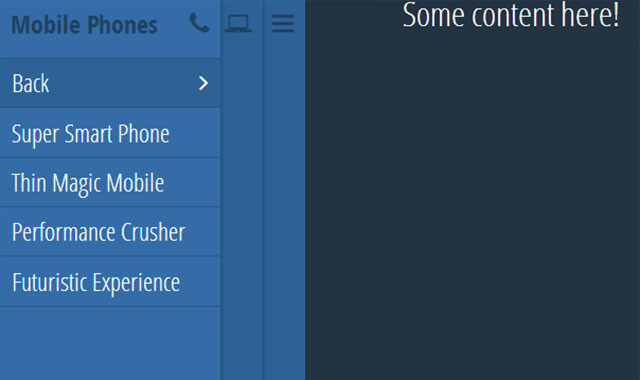 Mobile Phones
Some content here!
Back
Super Smart Phone
Thin Magic Mobile
Performance Crusher
Futuristic Experience